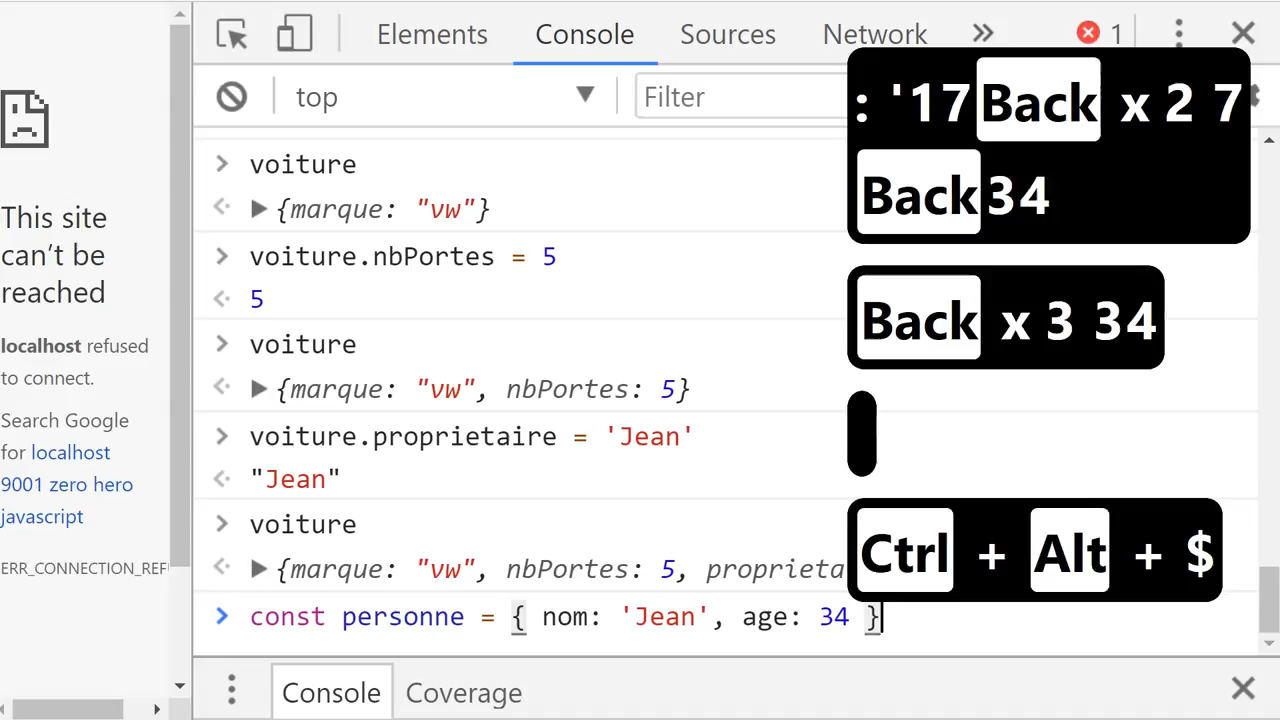 Elements Console Sources Network » 1
top Filter
: '17 Back x 2 7
Back 34
Back x 3 34
Ctrl + Alt + $
This site
can't be
reached
localhost refused
to connect.
Search Google
for localhost
9001 zero hero
javascript
ERR_CONNECTION_REF
> voiture
{marque: "vw"}
> voiture.nbPortes = 5
5
> voiture
{marque: "vw", nbPortes: 5}
> voiture.proprietaire = 'Jean'
"Jean"
> voiture
{marque: "vw", nbPortes: 5, proprieta
> const personne = { nom: 'Jean', age: 34 }
Console Coverage